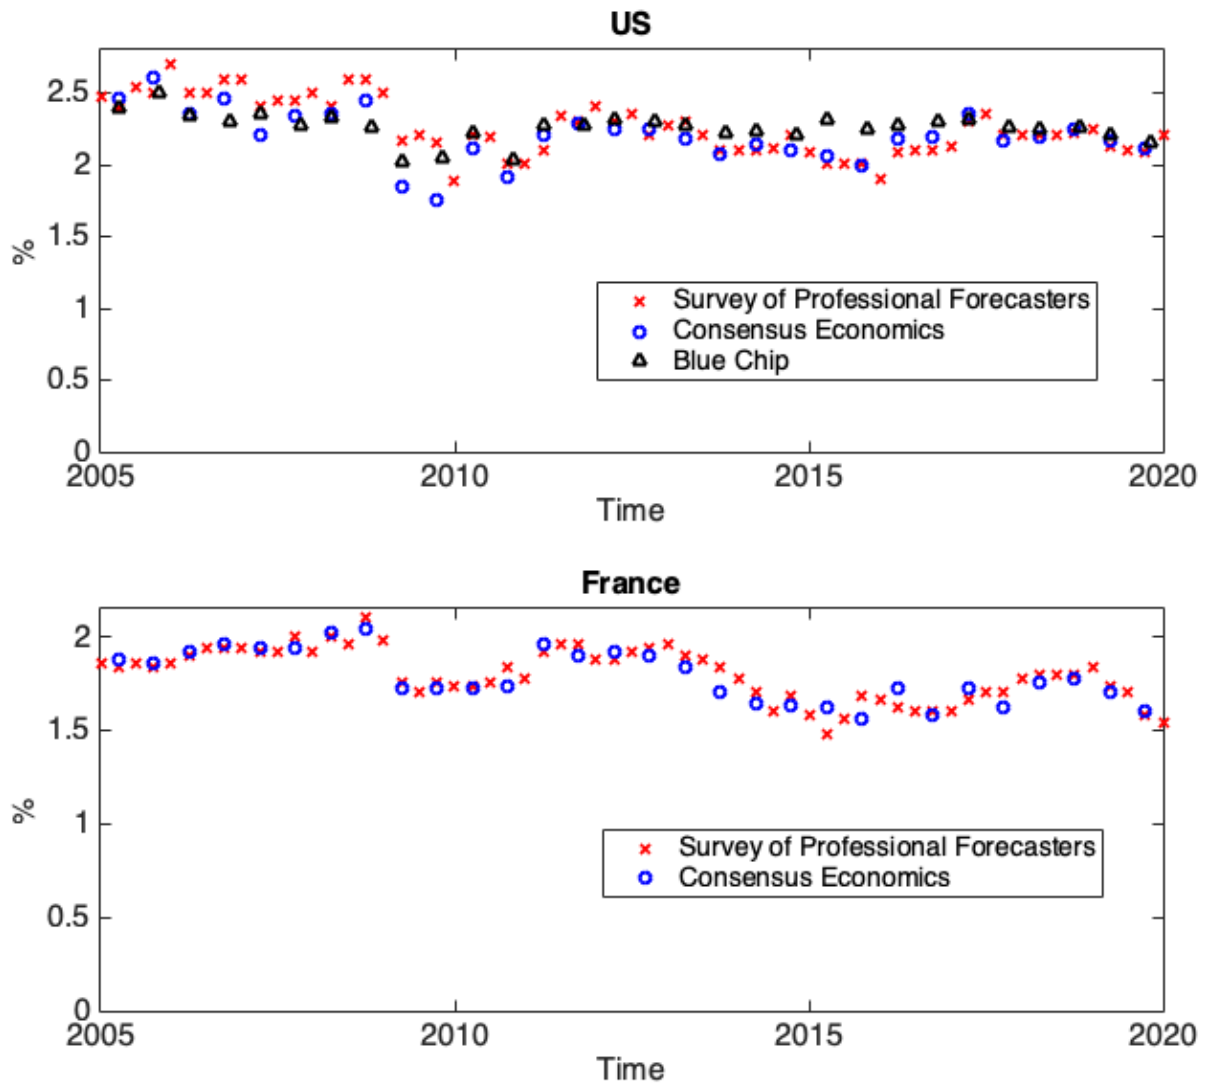 US
2.5
2
1.5
1
0.5
0
%
2005 2010 2015 2020
Time
Survey of Professional Forecasters
Consensus Economics
Blue Chip
France
2
1.5
1
0.5
0
%
2005 2010 2015 2020
Time
Survey of Professional Forecasters
Consensus Economics